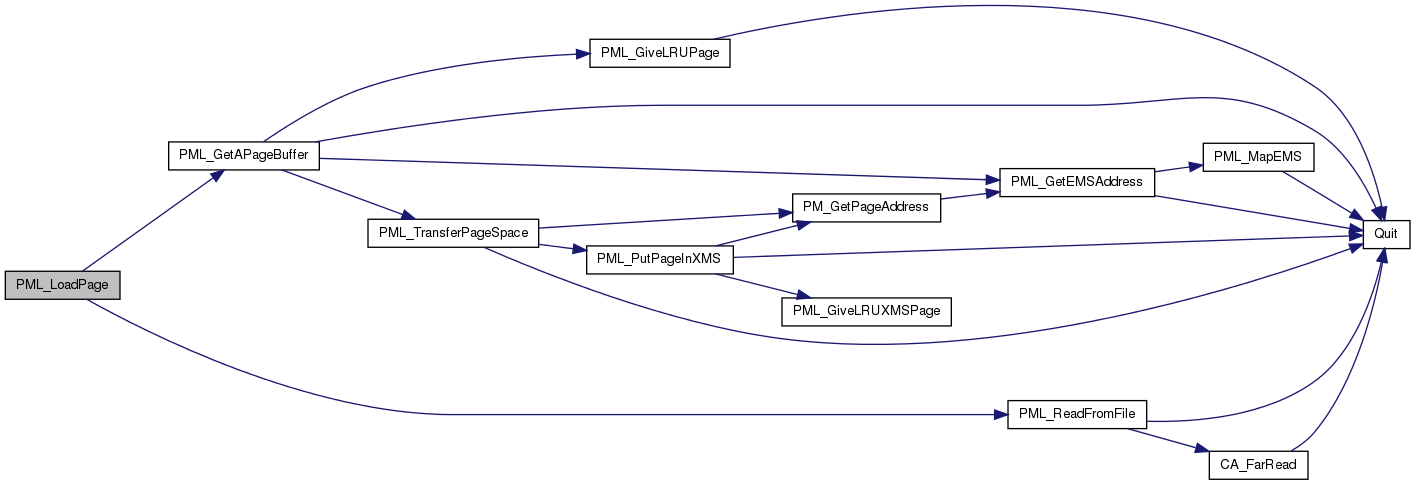 PML_GiveLRUPage
PML_GetAPageBuffer
PML_MapEMS
PML_GetEMSAddress
PM_GetPageAddress
PML_TransferPageSpace
Quit
PML_PutPageInXMS
PML_LoadPage
PML_GiveLRUXMSPage
PML_ReadFromFile
CA_FarRead